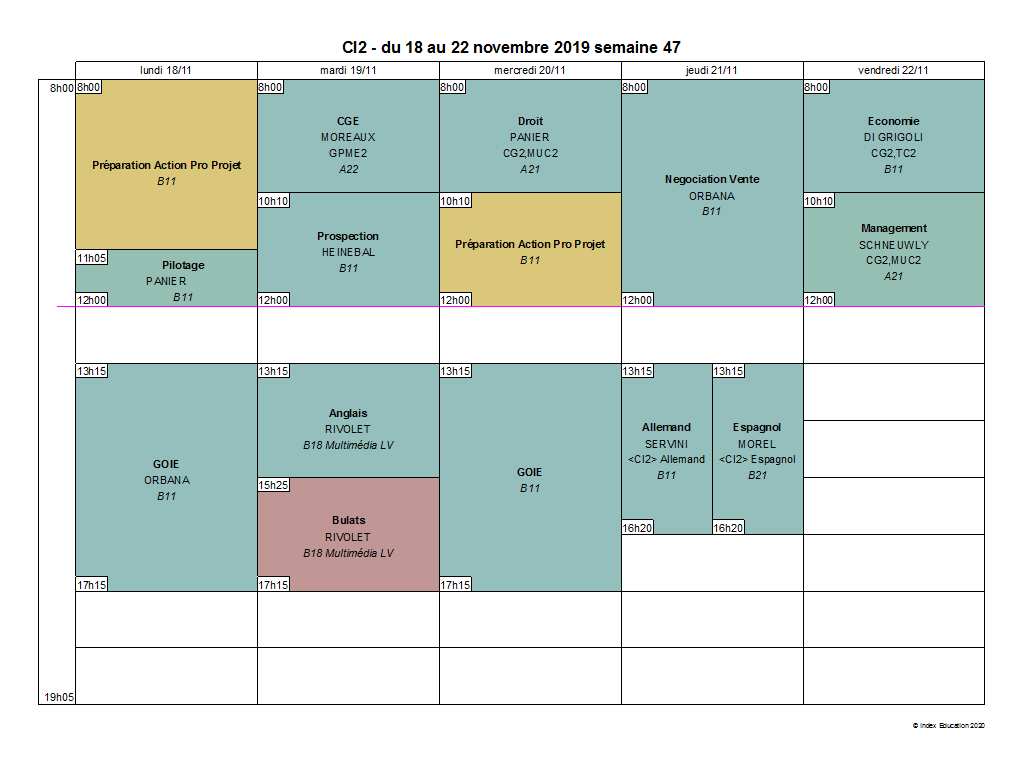 CI2 - du 18 au 22 novembre 2019 semaine 47
lundi 18/11
mardi 19/11
mercredi 20/11
jeudi 21/11
vendredi 22/11
8h00
8h00
Préparation Action Pro Projet
B11
11h05
Pilotage
PANIER
B11
12h00
13h15
GOIE
ORBANA
B11
17h15
8h00
CGE
MOREAUX
GPME2
A22
10h10
Prospection
HEINEBAL
B11
12h00
13h15
Anglais
RIVOLET
B18 Multimédia LV
15h25
Bulats
RIVOLET
B18 Multimédia LV
17h15
8h00
Droit
PANIER
CG2,MUC2
A21
10h10
Préparation Action Pro Projet
B11
12h00
13h15
GOIE
B11
17h15
8h00
Negociation Vente
ORBANA
B11
12h00
13h15
Allemand
SERVINI
<CI2> Allemand
B11
16h20
13h15
Espagnol
MOREL
<CI2> Espagnol
B21
16h20
8h00
Economie
DI GRIGOLI
CG2,TC2
B11
10h10
Management
SCHNEUWLY
CG2,MUC2
A21
12h00
19h05
© Index Education 2020